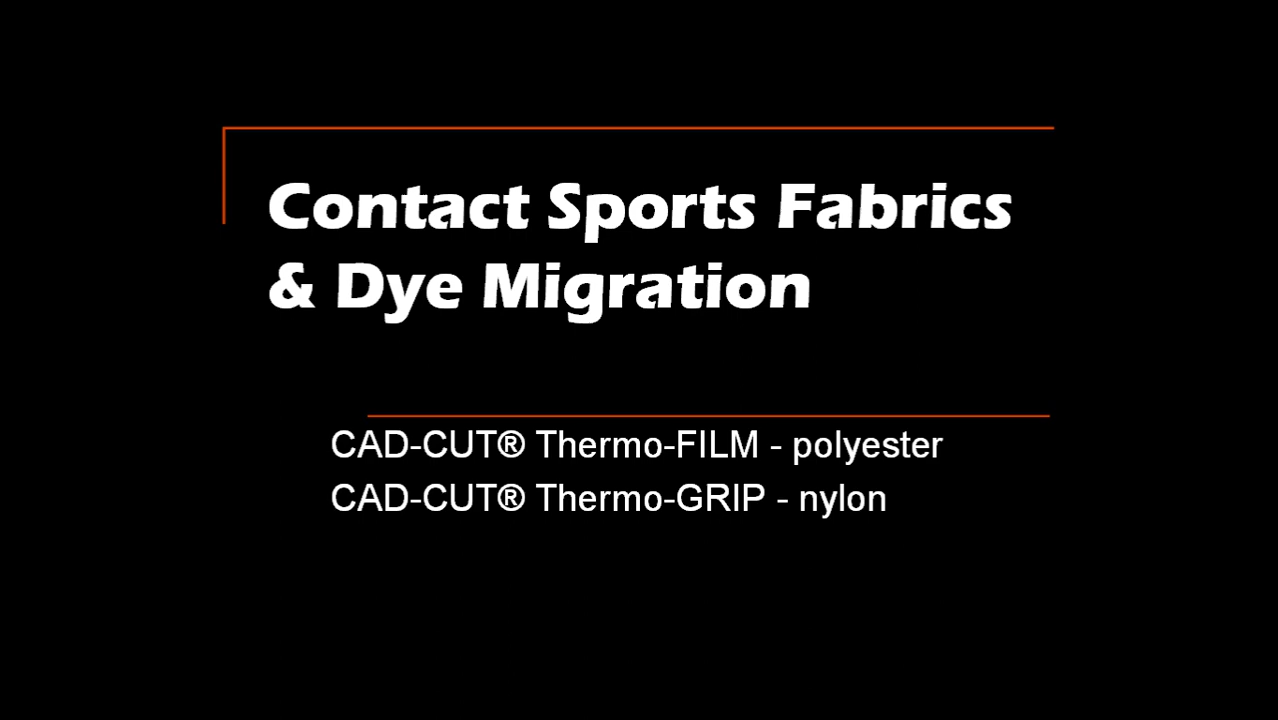 Contact Sports Fabrics
& Dye Migration
CAD-CUT® Thermo-FILM - polyester
CAD-CUT® Thermo-GRIP - nylon